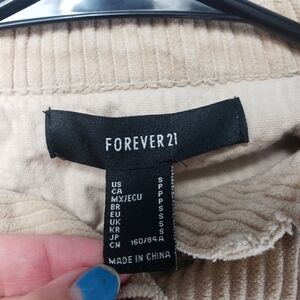 FOREVER 21
US S
CA P
MX/ECU P
BR P
EU S
UK S
KR S
JP S
CN 160/84A
MADE IN CHINA